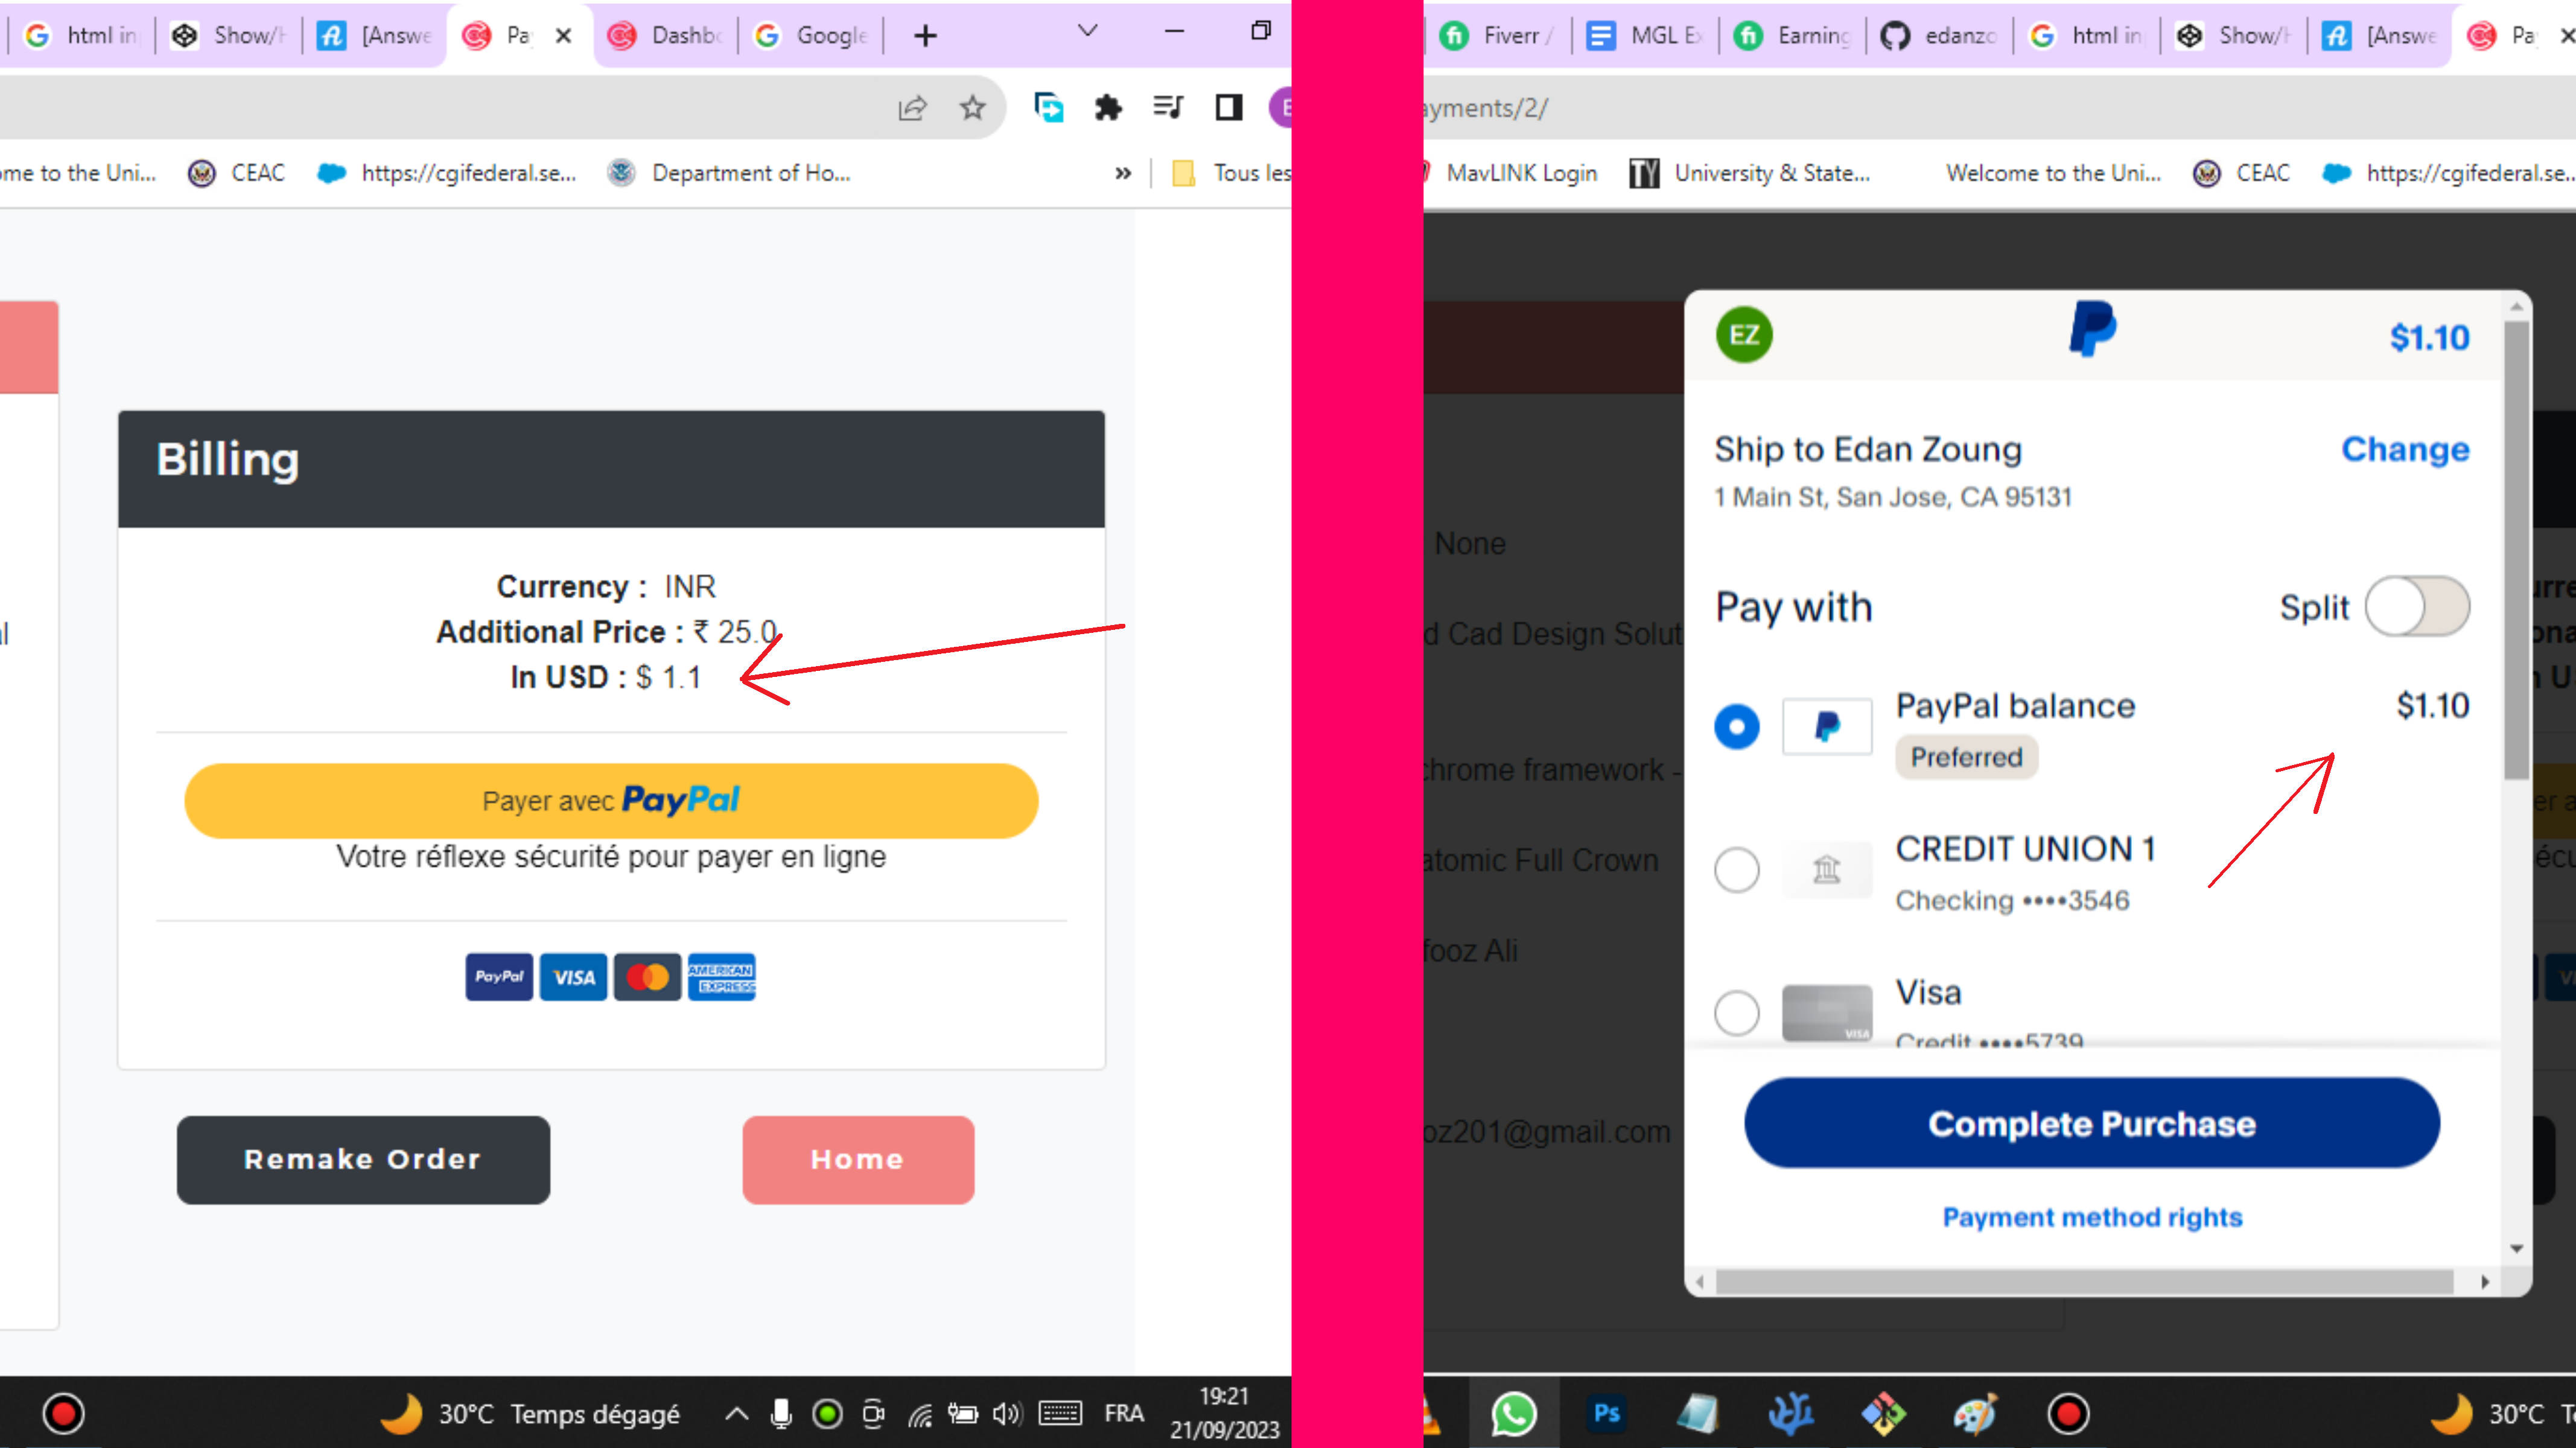 html in
Show/H
[Answe
Pa
Dashbo
Google
ome to the Uni...
CEAC
https://cgifederal.se...
Department of Ho...
»
Tous les
Billing
Currency : INR
Additional Price : ₹ 25.0
In USD : $ 1.1
Payer avec PayPal
Votre réflexe sécurité pour payer en ligne
PayPal VISA AMERICAN EXPRESS
Remake Order
Home
30°C Temps dégagé
FRA
19:21
21/09/2023
Fiverr /
MGL Ex
Earning
edanzo
html in
Show/H
[Answe
Pa
ayments/2/
MavLINK Login
TY
University & State...
Welcome to the Uni...
CEAC
https://cgifederal.se...
EZ
$1.10
Ship to Edan Zoung
Change
1 Main St, San Jose, CA 95131
None
Pay with
Split
d Cad Design Solut
PayPal balance
$1.10
Preferred
chrome framework -
CREDIT UNION 1
Checking ••••3546
atomic Full Crown
fooz Ali
Visa
VISA
Credit ••••5739
Complete Purchase
oz201@gmail.com
Payment method rights
Ps
30°C